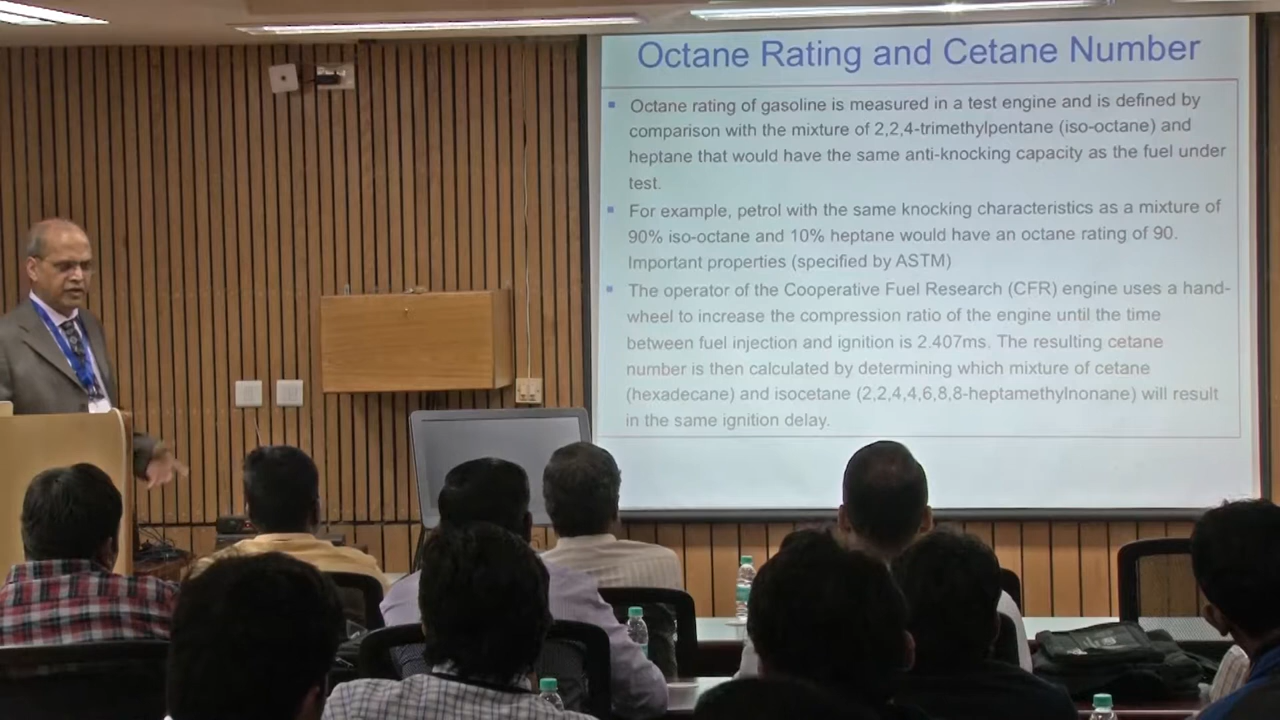 Octane Rating and Cetane Number
Octane rating of gasoline is measured in a test engine and is defined by
comparison with the mixture of 2,2,4-trimethylpentane (iso-octane) and
heptane that would have the same anti-knocking capacity as the fuel under
test.
For example, petrol with the same knocking characteristics as a mixture of
90% iso-octane and 10% heptane would have an octane rating of 90.
Important properties (specified by ASTM)
The operator of the Cooperative Fuel Research (CFR) engine uses a hand-
wheel to increase the compression ratio of the engine until the time
between fuel injection and ignition is 2.407ms. The resulting cetane
number is then calculated by determining which mixture of cetane
(hexadecane) and isocetane (2,2,4,4,6,8,8-heptamethylnonane) will result
in the same ignition delay.